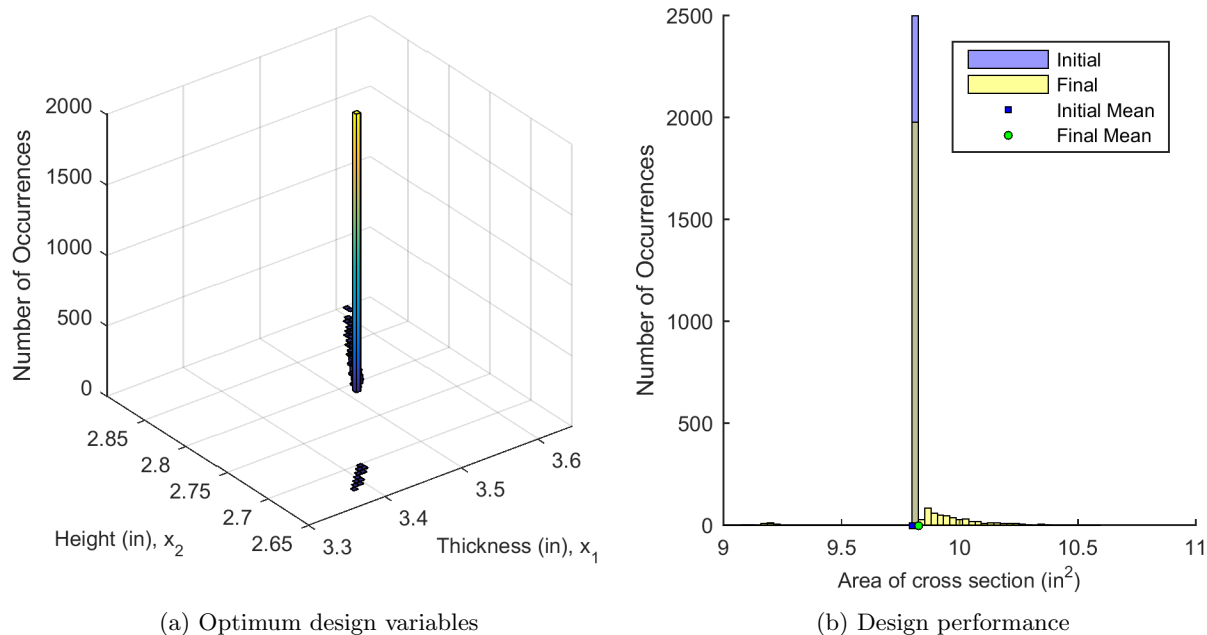 2000
1500
1000
500
0
Number of Occurrences
2.85
2.8
2.75
2.7
2.65
Height (in), x2
3.3
3.4
3.5
3.6
Thickness (in), x1
(a) Optimum design variables
2500
2000
1500
1000
500
0
Number of Occurrences
Initial
Final
Initial Mean
Final Mean
9 9.5 10 10.5 11
Area of cross section (in2)
(b) Design performance